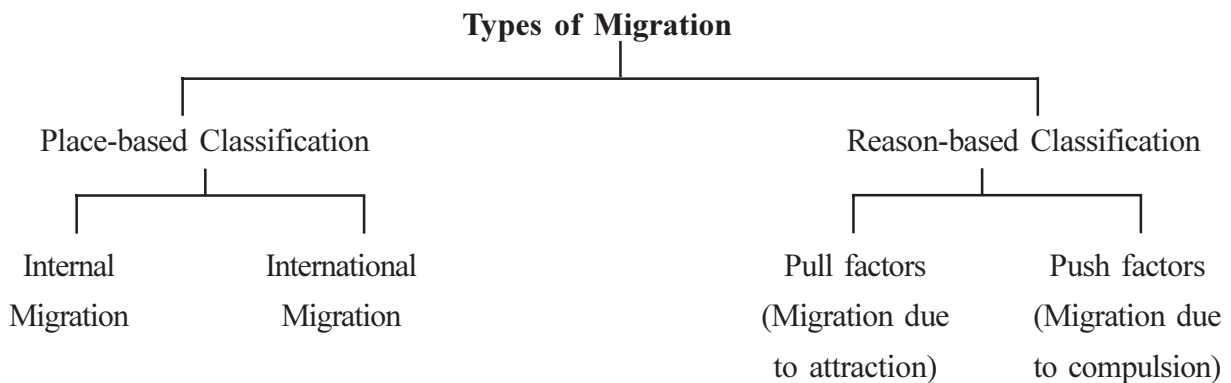 Types of Migration
Place-based Classification
Reason-based Classification
Internal
Migration
International
Migration
Pull factors
(Migration due
to attraction)
Push factors
(Migration due
to compulsion)